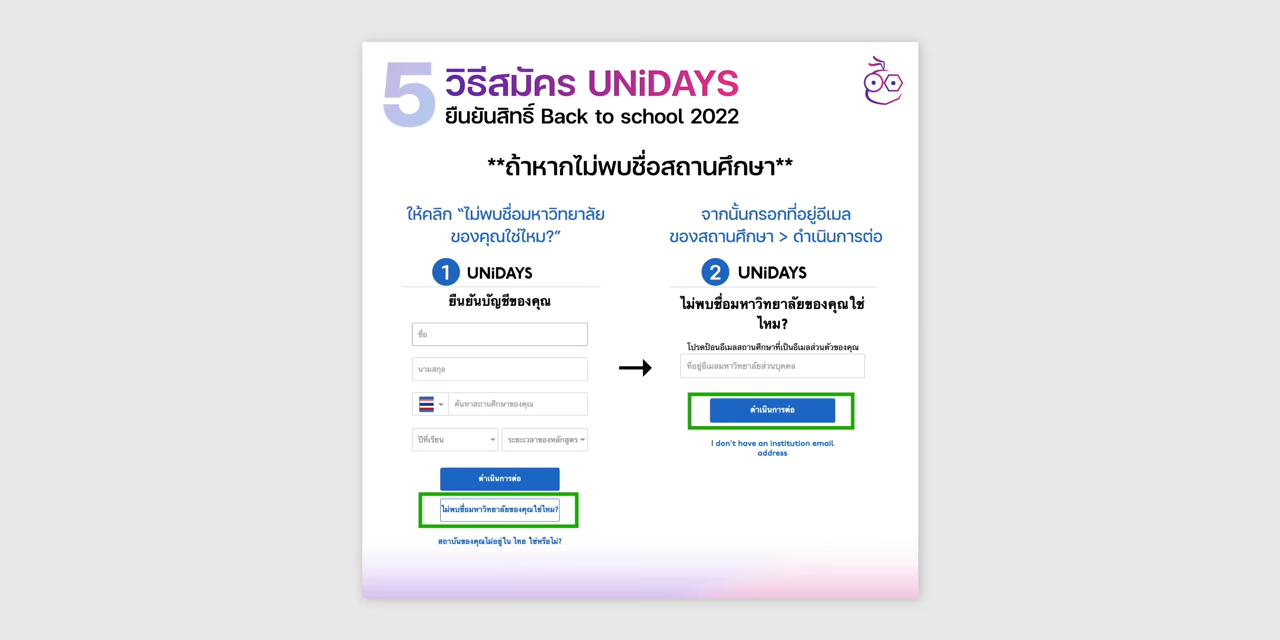 5
วิธีสมัคร UNiDAYS
ยืนยันสิทธิ์ Back to school 2022
**ถ้าหากไม่พบชื่อสถานศึกษา**
ให้คลิก “ไม่พบชื่อมหาวิทยาลัย
ของคุณใช่ไหม?”
1 UNiDAYS
ยืนยันบัญชีของคุณ
ชื่อ
นามสกุล
ค้นหาสถานศึกษาของคุณ
ปีที่เรียน
ระยะเวลาของหลักสูตร
ดำเนินการต่อ
ไม่พบชื่อมหาวิทยาลัยของคุณใช่ไหม?
สถาบันของคุณไม่อยู่ใน ไทย ใช่หรือไม่?
จากนั้นกรอกที่อยู่อีเมล
ของสถานศึกษา > ดำเนินการต่อ
2 UNiDAYS
ไม่พบชื่อมหาวิทยาลัยของคุณใช่
ไหม?
โปรดป้อนอีเมลสถานศึกษาที่เป็นอีเมลส่วนตัวของคุณ
ที่อยู่อีเมลมหาวิทยาลัยส่วนบุคคล
ดำเนินการต่อ
I don't have an institution email
address